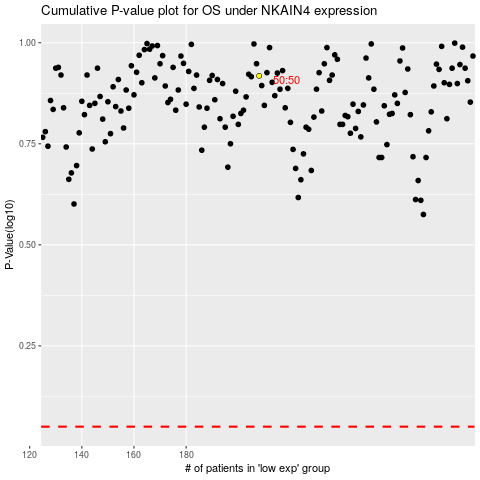 Cumulative P-value plot for OS under NKAIN4 expression
1.00
50:50
0.75
P-Value(log10)
0.50
0.25
120 140 160 180
# of patients in 'low exp' group